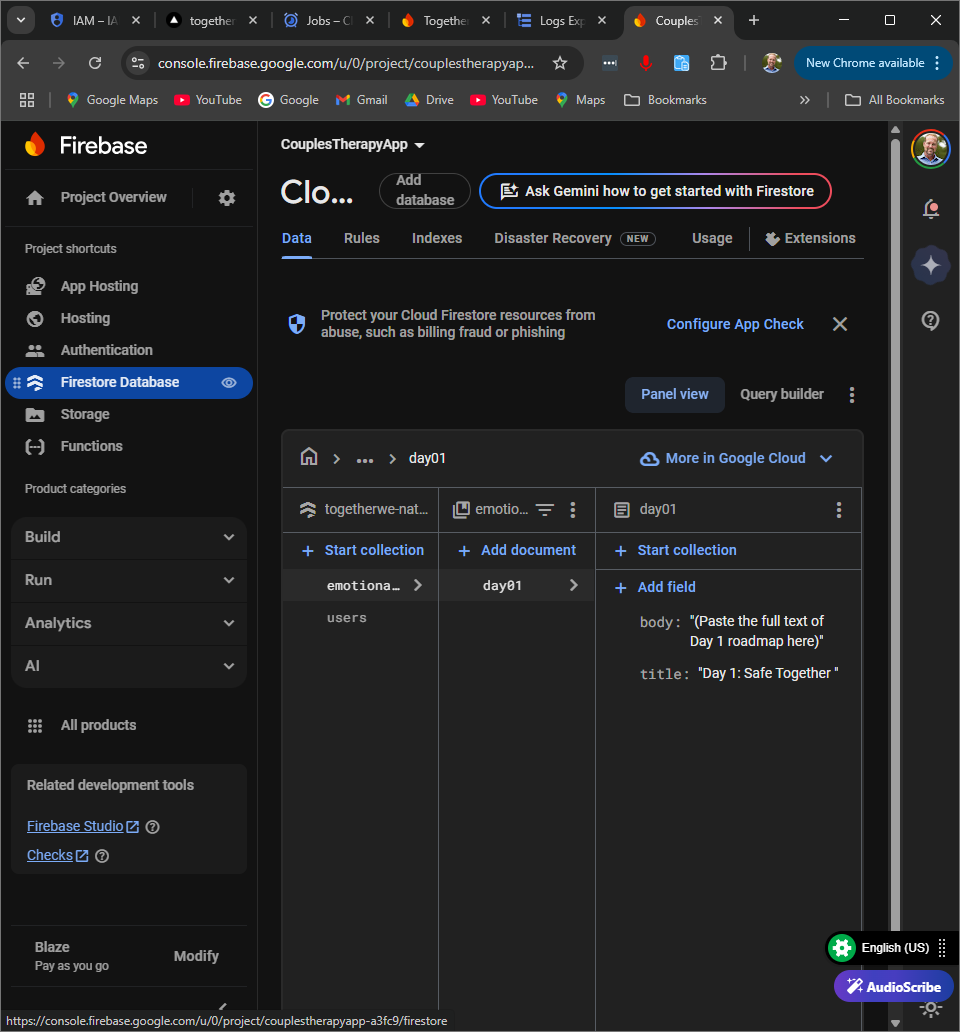 IAM – IA
together
Jobs – Cl
Together
Logs Exp
CouplesT
console.firebase.google.com/u/0/project/couplestherapyap...
New Chrome available
Google Maps
YouTube
Google
Gmail
Drive
YouTube
Maps
Bookmarks
All Bookmarks
Firebase
Project Overview
Project shortcuts
App Hosting
Hosting
Authentication
Firestore Database
Storage
Functions
Product categories
Build
Run
Analytics
AI
All products
Related development tools
Firebase Studio
Checks
Blaze
Pay as you go
Modify
CouplesTherapyApp
Clo...
Add
database
Ask Gemini how to get started with Firestore
Data
Rules
Indexes
Disaster Recovery NEW
Usage
Extensions
Protect your Cloud Firestore resources from
abuse, such as billing fraud or phishing
Configure App Check
Panel view
Query builder
... day01
More in Google Cloud
togetherwe-nat...
+ Start collection
emotiona…
users
emotio...
+ Add document
day01
day01
+ Start collection
+ Add field
body: "(Paste the full text of
Day 1 roadmap here)"
title: "Day 1: Safe Together "
English (US)
AudioScribe
https://console.firebase.google.com/u/0/project/couplestherapyapp-a3fc9/firestore